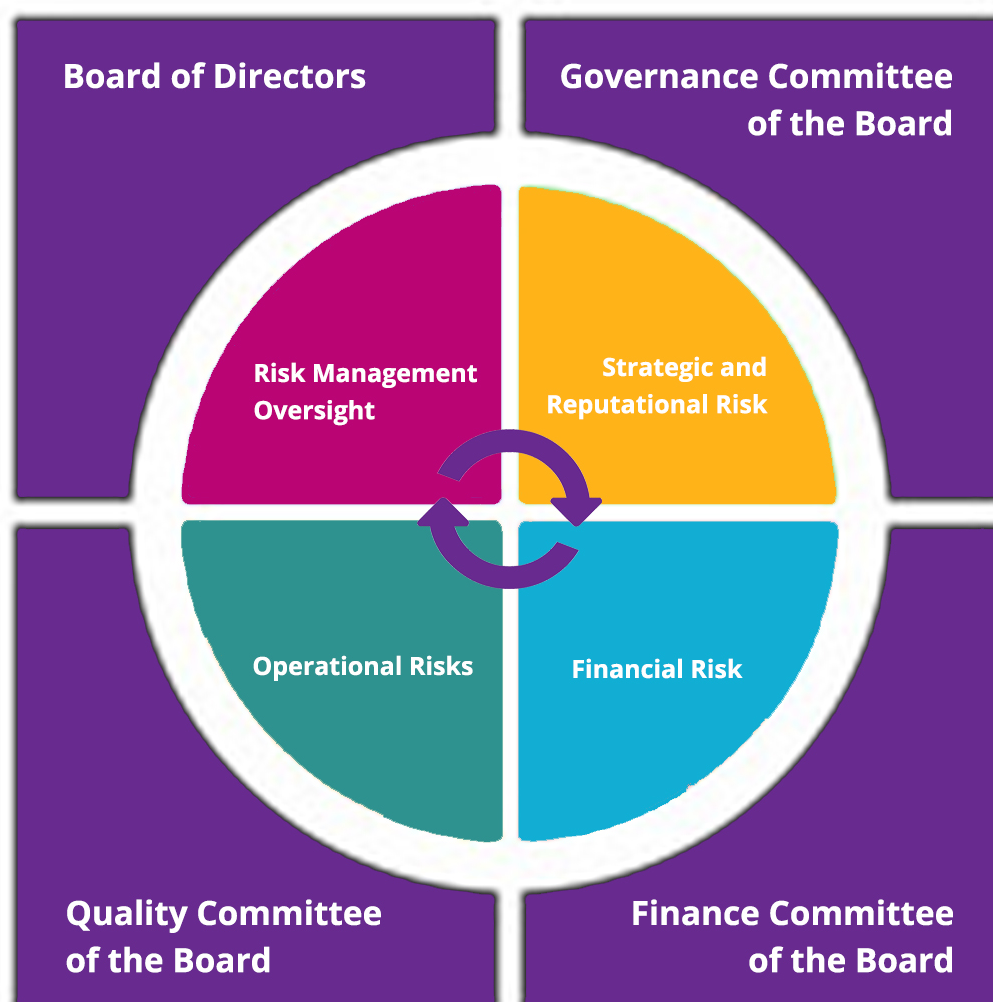 Board of Directors
Governance Committee
of the Board
Risk Management
Oversight
Strategic and
Reputational Risk
Operational Risks
Financial Risk
Quality Committee
of the Board
Finance Committee
of the Board